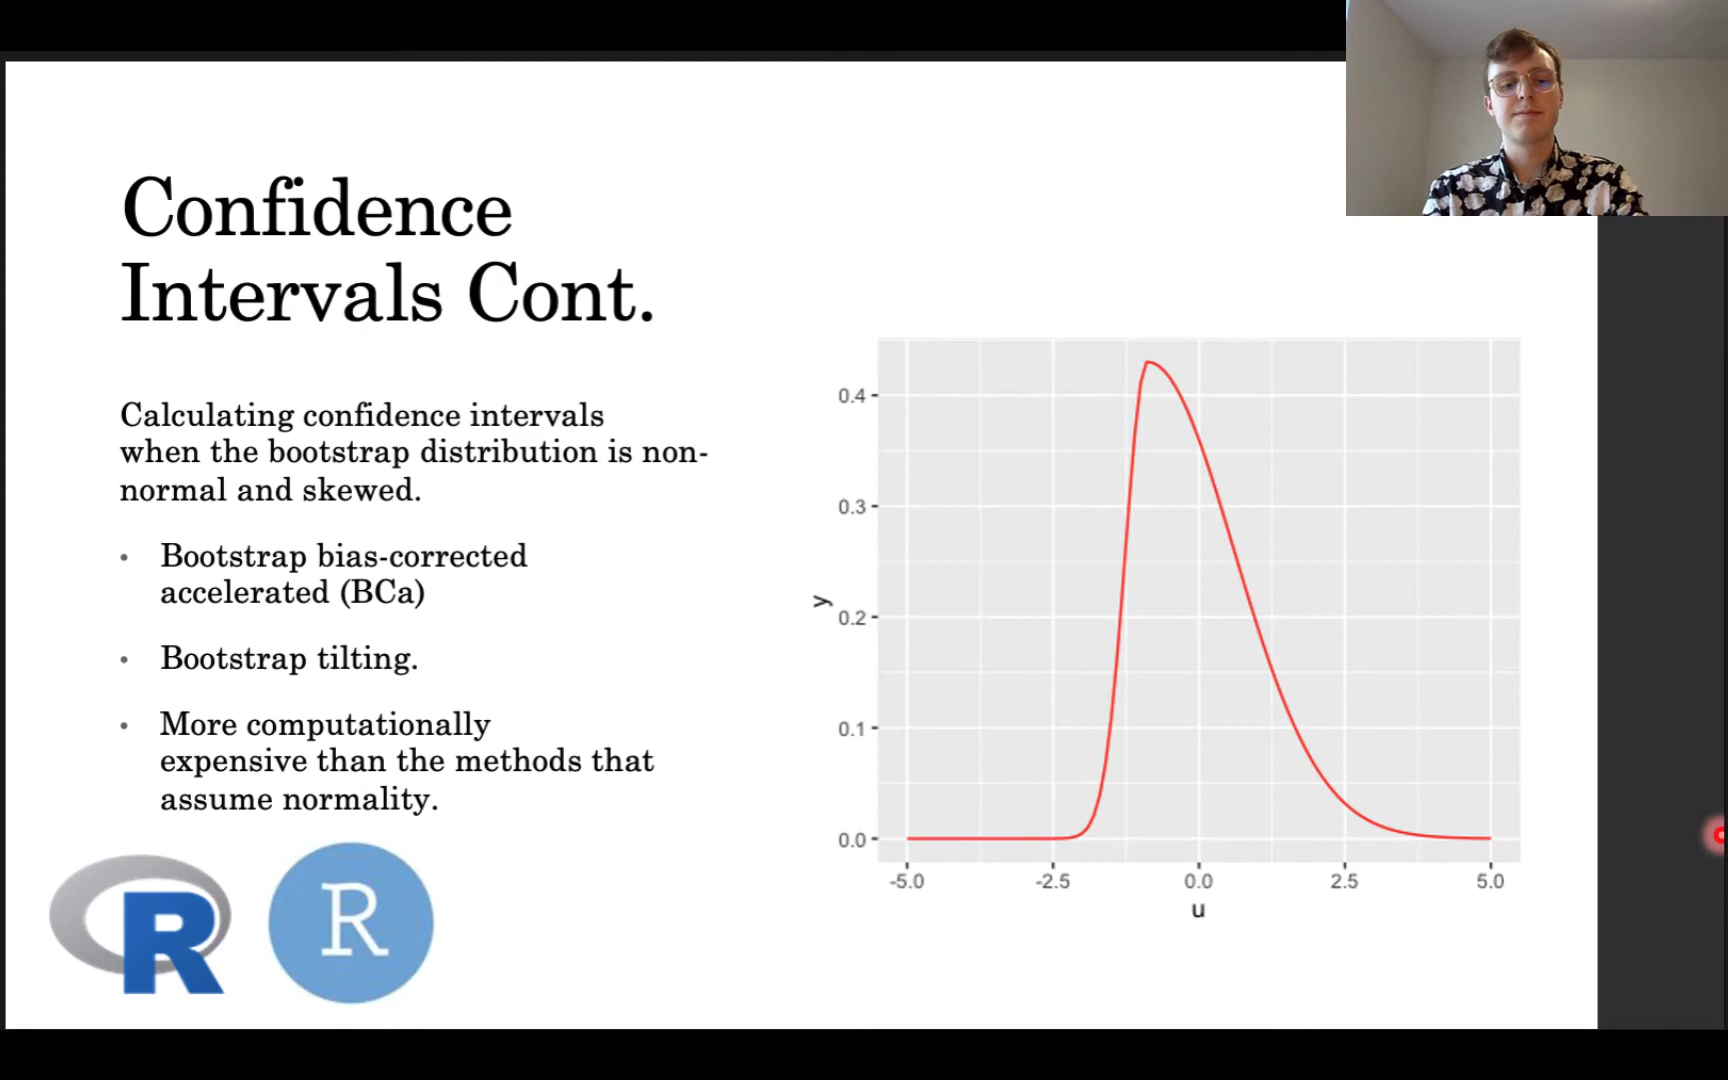 Confidence
Intervals Cont.
Calculating confidence intervals
when the bootstrap distribution is non-
normal and skewed.
• Bootstrap bias-corrected
accelerated (BCa)
• Bootstrap tilting.
• More computationally
expensive than the methods that
assume normality.
R
R
y
0.4
0.3
0.2
0.1
0.0
-5.0 -2.5 0.0 2.5 5.0
u